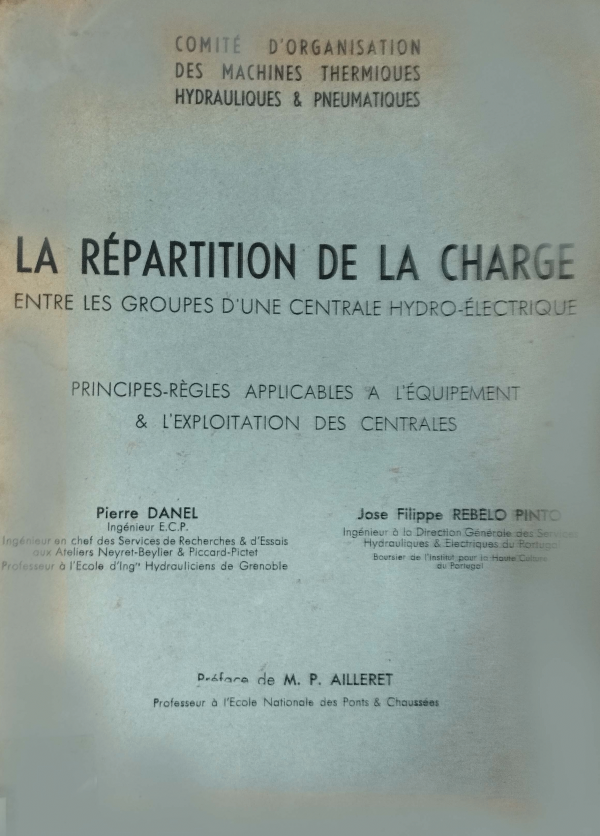 COMITÉ D'ORGANISATION
DES MACHINES THERMIQUES
HYDRAULIQUES & PNEUMATIQUES
LA RÉPARTITION DE LA CHARGE
ENTRE LES GROUPES D'UNE CENTRALE HYDRO-ÉLECTRIQUE
PRINCIPES-RÈGLES APPLICABLES A L'ÉQUIPEMENT
& L'EXPLOITATION DES CENTRALES
Pierre DANEL
Ingénieur E.C.P.
Ingénieur en chef des Services de Recherches & d'Essais
aux Ateliers Neyret-Beylier & Piccard-Pictet
Professeur à l'Ecole d'Ingrs Hydrauliciens de Grenoble
Jose Filippe REBELO PINTO
Ingénieur à la Direction Générale des Services
Hydrauliques & Electriques du Portugal
Boursier de l'Institut pour la Haute Culture
du Portugal
Préface de M. P. AILLERET
Professeur à l'Ecole Nationale des Ponts & Chaussées